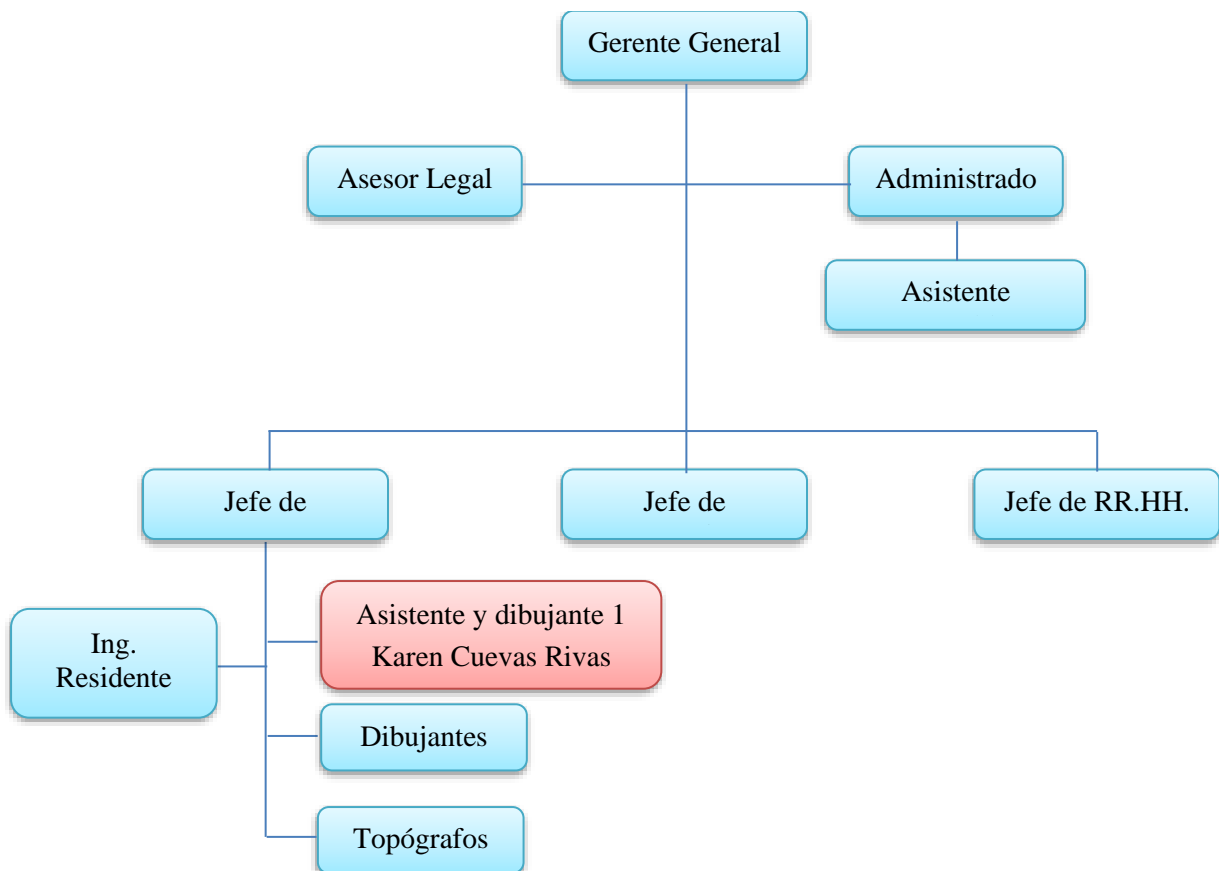 Gerente General
Asesor Legal
Administrado
Asistente
Jefe de
Jefe de
Jefe de RR.HH.
Ing.
Residente
Asistente y dibujante 1
Karen Cuevas Rivas
Dibujantes
Topógrafos